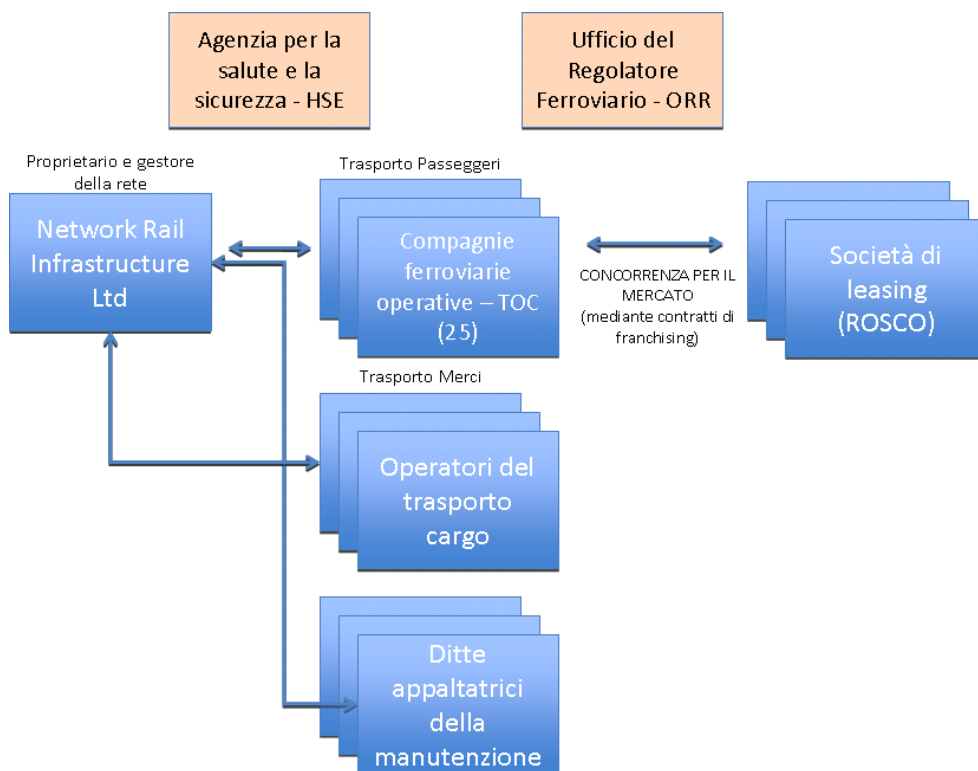 Agenzia per la
salute e la
sicurezza - HSE
Ufficio del
Regolatore
Ferroviario - ORR
Proprietario e gestore
della rete
Network Rail
Infrastructure
Ltd
Trasporto Passeggeri
Compagnie
ferroviarie
operative – TOC
(25)
CONCORRENZA PER IL
MERCATO
(mediante contratti di
franchising)
Società di
leasing
(ROSCO)
Trasporto Merci
Operatori del
trasporto
cargo
Ditte
appaltatrici
della
manutenzione